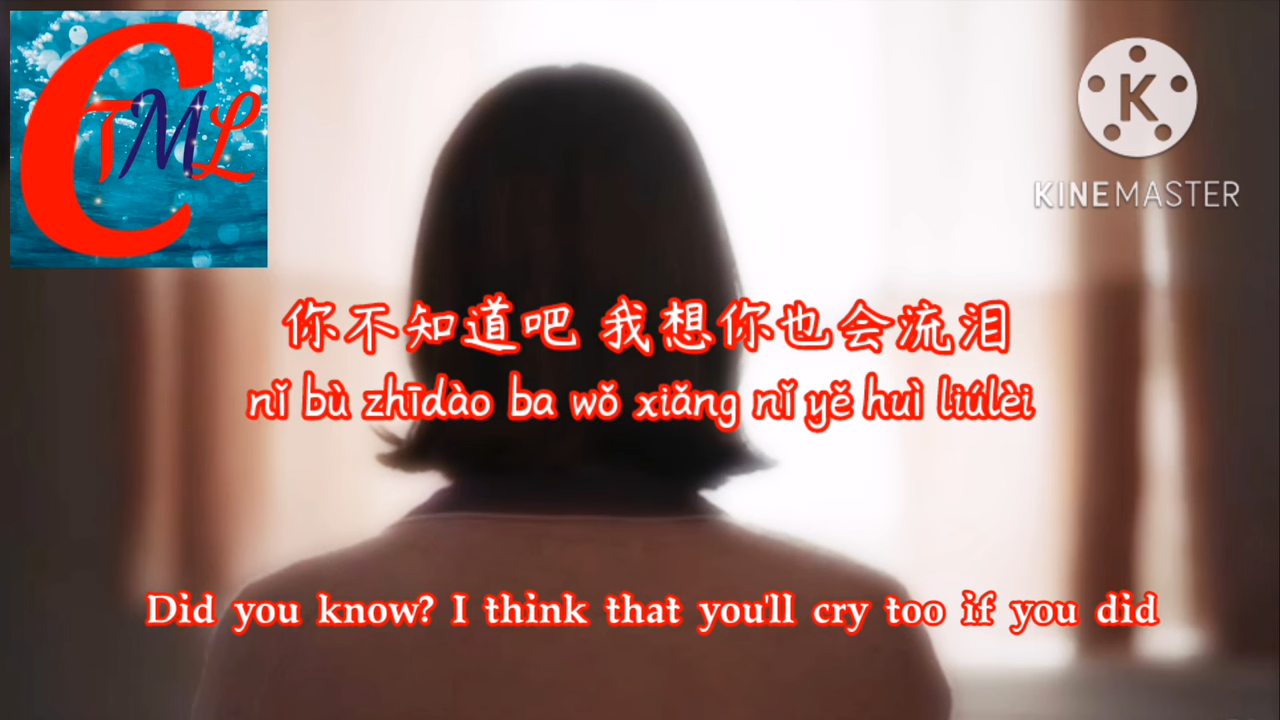 CTML
K
KINEMASTER
你不知道吧 我想你也会流泪
nǐ bù zhīdào ba wǒ xiǎng nǐ yě huì liúlèi
Did you know? I think that you'll cry too if you did